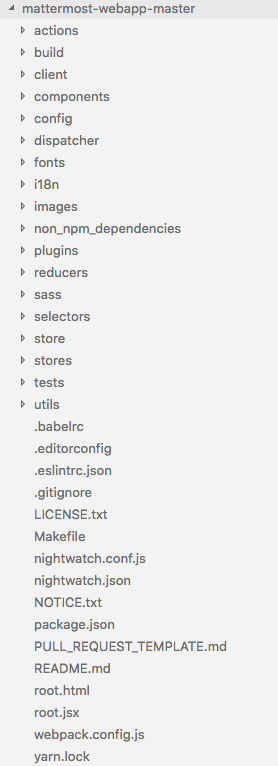 mattermost-webapp-master
actions
build
client
components
config
dispatcher
fonts
i18n
images
non_npm_dependencies
plugins
reducers
sass
selectors
store
stores
tests
utils
.babelrc
.editorconfig
.eslintrc.json
.gitignore
LICENSE.txt
Makefile
nightwatch.conf.js
nightwatch.json
NOTICE.txt
package.json
PULL_REQUEST_TEMPLATE.md
README.md
root.html
root.jsx
webpack.config.js
yarn.lock